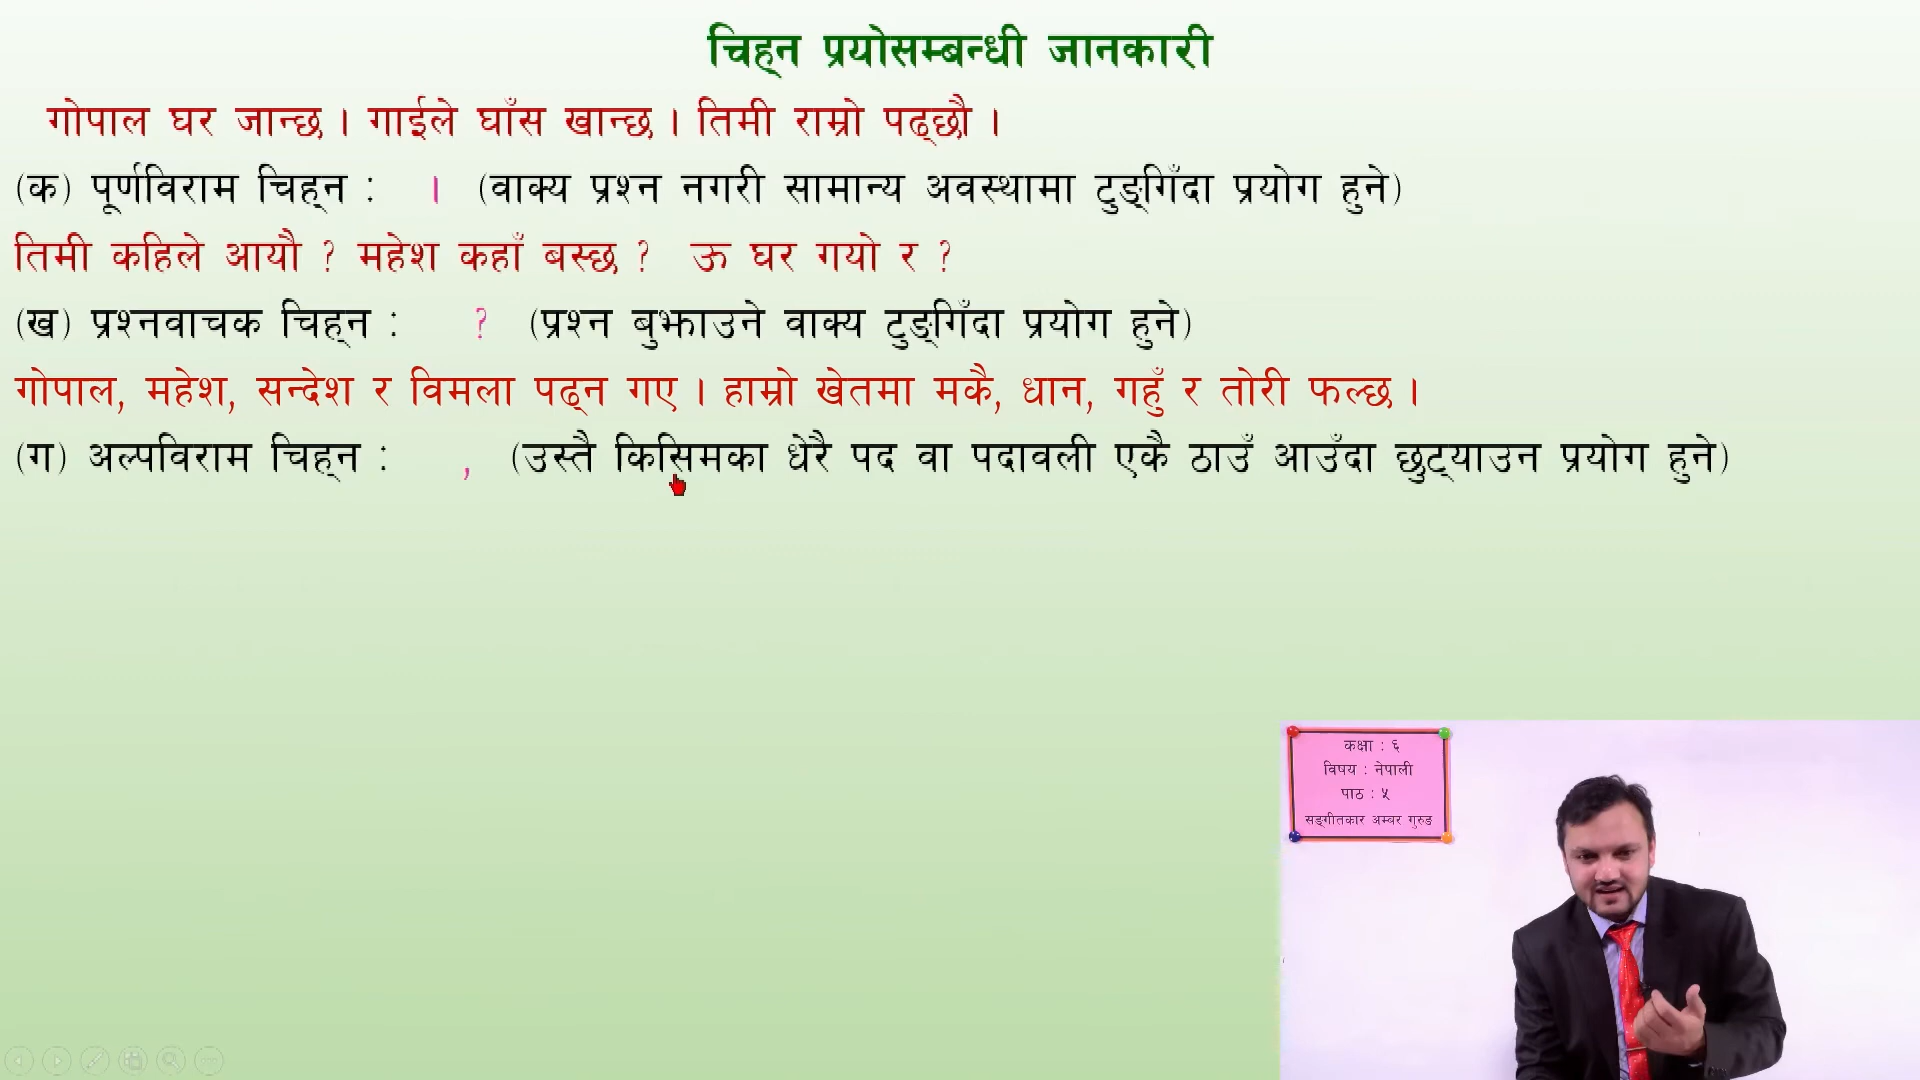 चिह्न प्रयोसम्बन्धी जानकारी
गोपाल घर जान्छ । गाईले घाँस खान्छ । तिमी राम्रो पढ्छौ ।
(क) पूर्णविराम चिह्न : । (वाक्य प्रश्न नगरी सामान्य अवस्थामा टुङ्गिँदा प्रयोग हुने)
तिमी कहिले आयौ ? महेश कहाँ बस्छ ? ऊ घर गयो र ?
(ख) प्रश्नवाचक चिह्न : ? (प्रश्न बुझाउने वाक्य टुङ्गिँदा प्रयोग हुने)
गोपाल, महेश, सन्देश र विमला पढ्न गए । हाम्रो खेतमा मकै, धान, गहुँ र तोरी फल्छ ।
(ग) अल्पविराम चिह्न : , (उस्तै किसिमका धेरै पद वा पदावली एकै ठाउँ आउँदा छुट्याउन प्रयोग हुने)
कक्षा : ६
बिषय : नेपाली
पाठ : ५
सङ्गीतकार अम्बर गुरुङ